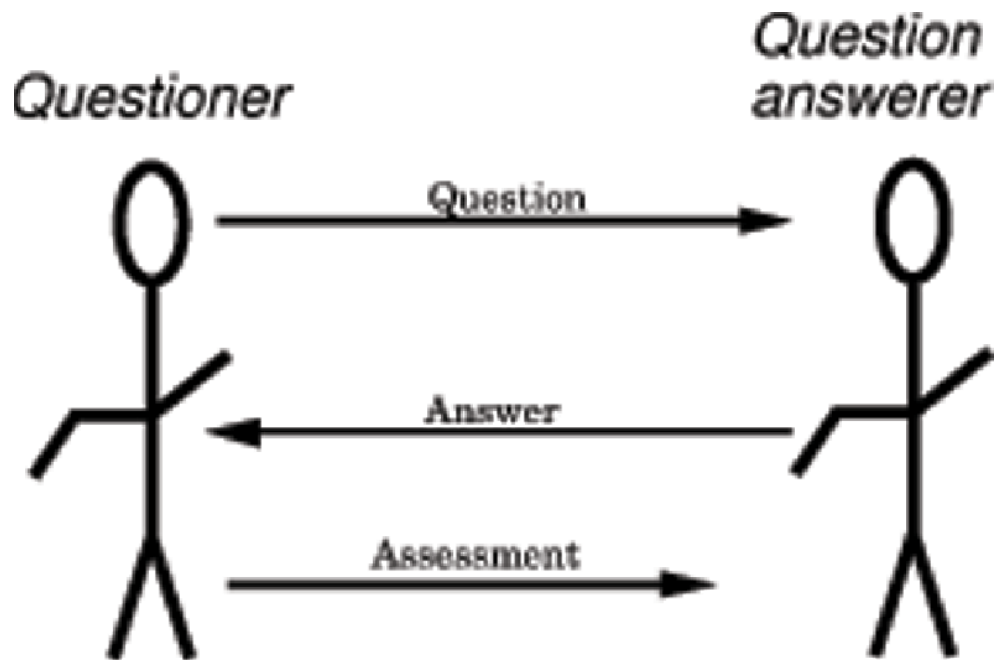 Questioner
Question
answerer
Question
Answer
Assessment